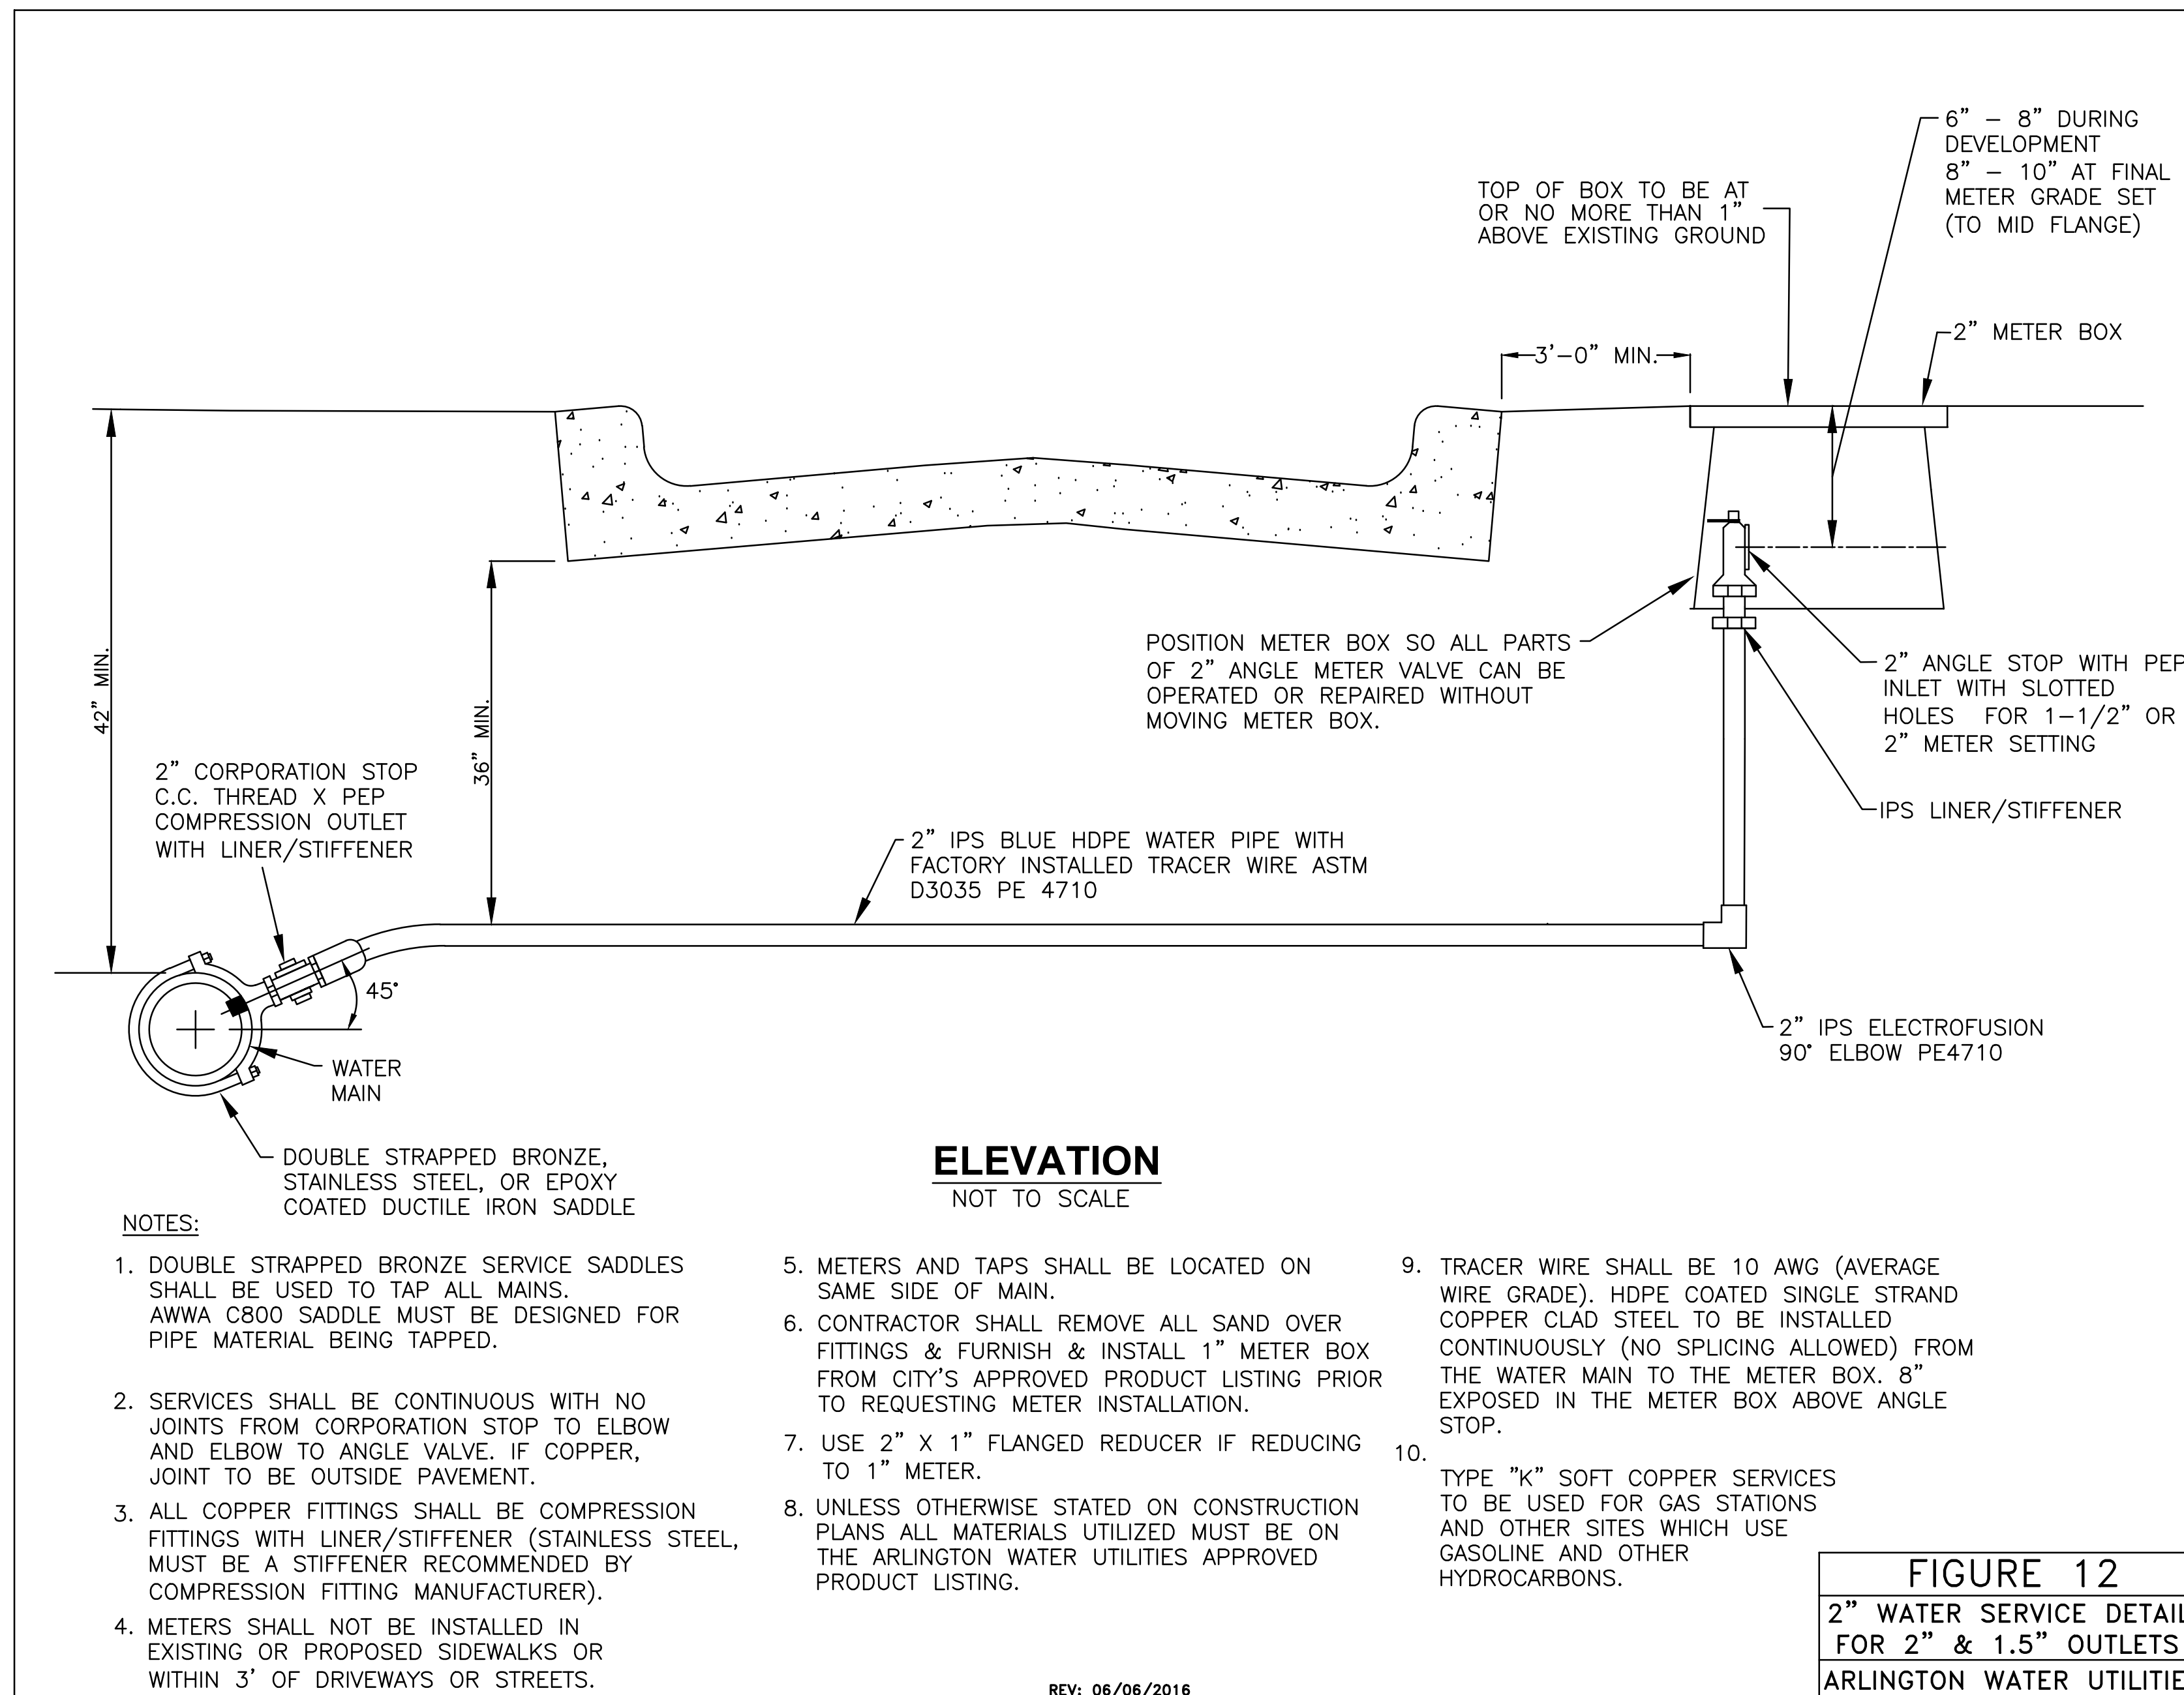 6” – 8” DURING
DEVELOPMENT
8” – 10” AT FINAL
METER GRADE SET
(TO MID FLANGE)
TOP OF BOX TO BE AT
OR NO MORE THAN 1”
ABOVE EXISTING GROUND
2” METER BOX
3’–0” MIN.
42” MIN.
36” MIN.
POSITION METER BOX SO ALL PARTS
OF 2” ANGLE METER VALVE CAN BE
OPERATED OR REPAIRED WITHOUT
MOVING METER BOX.
2” ANGLE STOP WITH PEP
INLET WITH SLOTTED
HOLES FOR 1–1/2” OR
2” METER SETTING
2” CORPORATION STOP
C.C. THREAD X PEP
COMPRESSION OUTLET
WITH LINER/STIFFENER
IPS LINER/STIFFENER
2” IPS BLUE HDPE WATER PIPE WITH
FACTORY INSTALLED TRACER WIRE ASTM
D3035 PE 4710
45°
2” IPS ELECTROFUSION
90° ELBOW PE4710
WATER
MAIN
DOUBLE STRAPPED BRONZE,
STAINLESS STEEL, OR EPOXY
COATED DUCTILE IRON SADDLE
ELEVATION
NOT TO SCALE
NOTES:
1. DOUBLE STRAPPED BRONZE SERVICE SADDLES
SHALL BE USED TO TAP ALL MAINS.
AWWA C800 SADDLE MUST BE DESIGNED FOR
PIPE MATERIAL BEING TAPPED.
2. SERVICES SHALL BE CONTINUOUS WITH NO
JOINTS FROM CORPORATION STOP TO ELBOW
AND ELBOW TO ANGLE VALVE. IF COPPER,
JOINT TO BE OUTSIDE PAVEMENT.
3. ALL COPPER FITTINGS SHALL BE COMPRESSION
FITTINGS WITH LINER/STIFFENER (STAINLESS STEEL,
MUST BE A STIFFENER RECOMMENDED BY
COMPRESSION FITTING MANUFACTURER).
4. METERS SHALL NOT BE INSTALLED IN
EXISTING OR PROPOSED SIDEWALKS OR
WITHIN 3’ OF DRIVEWAYS OR STREETS.
5. METERS AND TAPS SHALL BE LOCATED ON
SAME SIDE OF MAIN.
6. CONTRACTOR SHALL REMOVE ALL SAND OVER
FITTINGS & FURNISH & INSTALL 1” METER BOX
FROM CITY’S APPROVED PRODUCT LISTING PRIOR
TO REQUESTING METER INSTALLATION.
7. USE 2” X 1” FLANGED REDUCER IF REDUCING
TO 1” METER.
8. UNLESS OTHERWISE STATED ON CONSTRUCTION
PLANS ALL MATERIALS UTILIZED MUST BE ON
THE ARLINGTON WATER UTILITIES APPROVED
PRODUCT LISTING.
9. TRACER WIRE SHALL BE 10 AWG (AVERAGE
WIRE GRADE). HDPE COATED SINGLE STRAND
COPPER CLAD STEEL TO BE INSTALLED
CONTINUOUSLY (NO SPLICING ALLOWED) FROM
THE WATER MAIN TO THE METER BOX. 8”
EXPOSED IN THE METER BOX ABOVE ANGLE
STOP.
10.
TYPE "K" SOFT COPPER SERVICES
TO BE USED FOR GAS STATIONS
AND OTHER SITES WHICH USE
GASOLINE AND OTHER
HYDROCARBONS.
FIGURE 12
2” WATER SERVICE DETAIL
FOR 2” & 1.5” OUTLETS
ARLINGTON WATER UTILITIE
REV: 06/06/2016